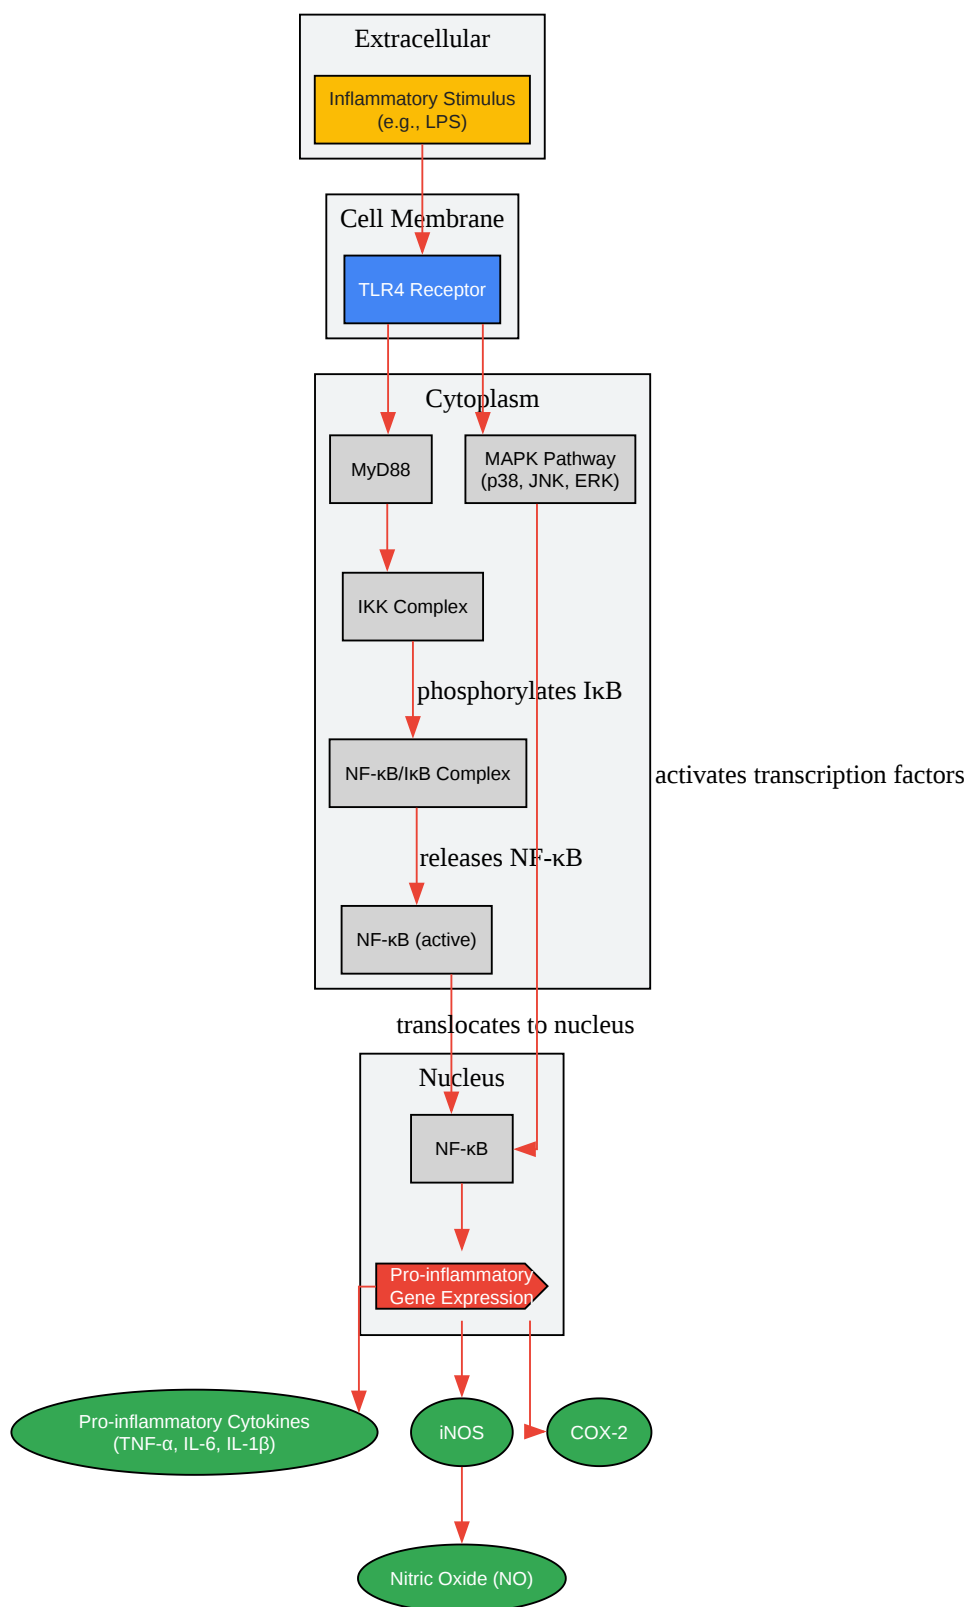 Extracellular
Inflammatory Stimulus
(e.g., LPS)
Cell Membrane
TLR4 Receptor
Cytoplasm
MyD88
MAPK Pathway
(p38, JNK, ERK)
IKK Complex
phosphorylates IκB
NF-κB/IκB Complex
activates transcription factors
releases NF-κB
NF-κB (active)
translocates to nucleus
Nucleus
NF-κB
Pro-inflammatory
Gene Expression
Pro-inflammatory Cytokines
(TNF-α, IL-6, IL-1β)
iNOS
COX-2
Nitric Oxide (NO)